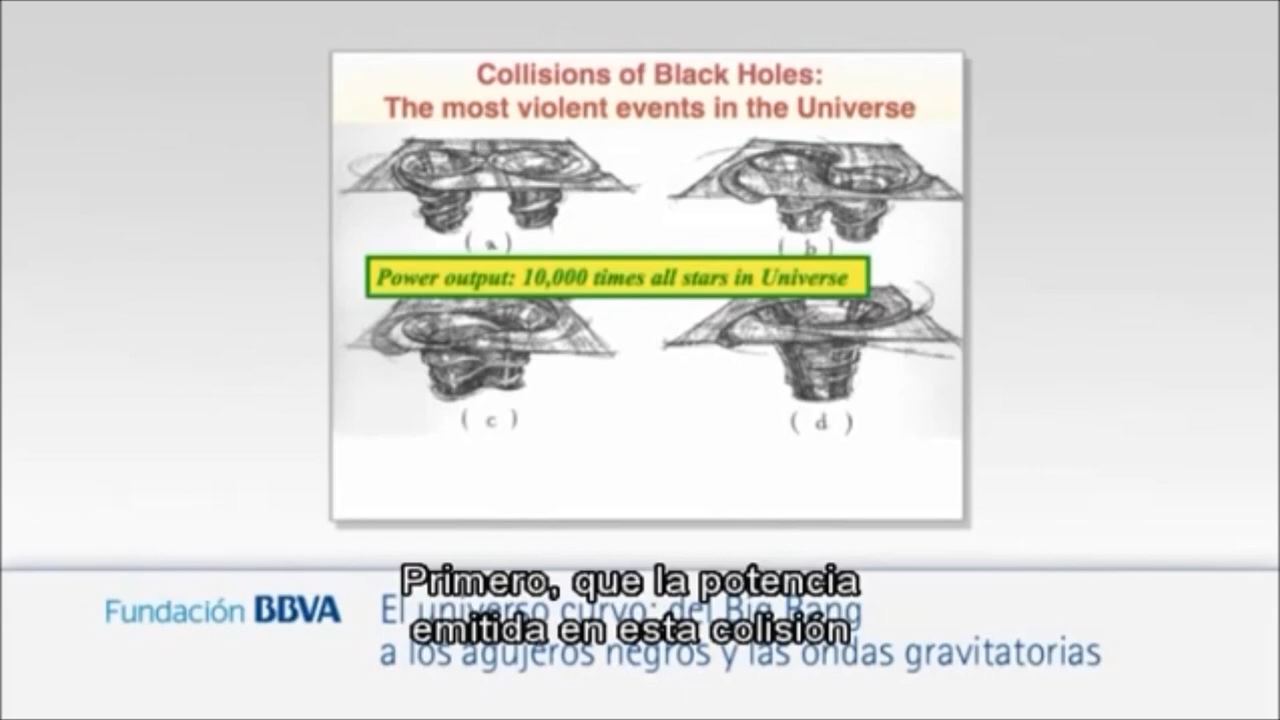 Collisions of Black Holes:
The most violent events in the Universe
( a )
( b )
Power output: 10,000 times all stars in Universe
( c )
( d )
Primero, que la potencia
emitida en esta colisión
Fundación BBVA
El universo curvo: del Big Bang
a los agujeros negros y las ondas gravitatorias